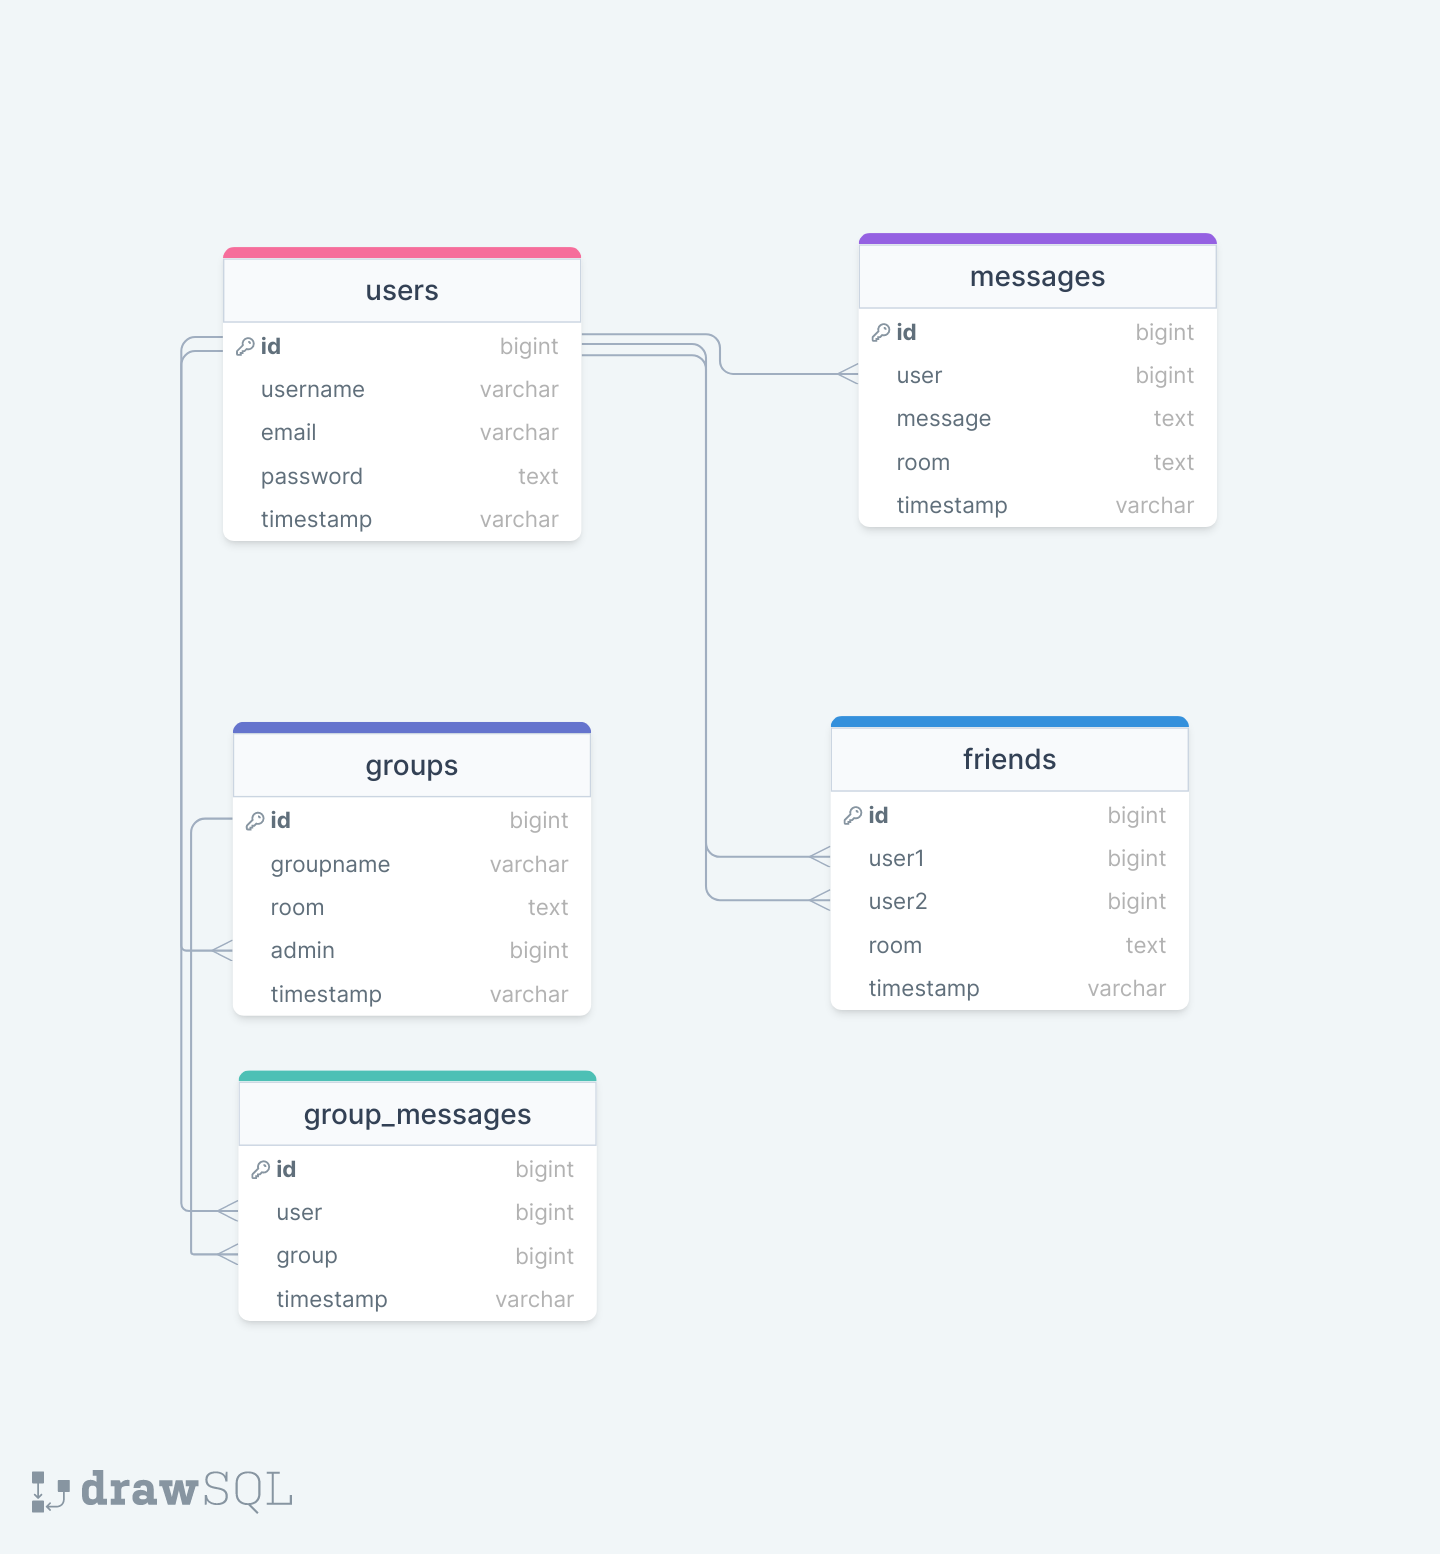 users
id bigint
username varchar
email varchar
password text
timestamp varchar
messages
id bigint
user bigint
message text
room text
timestamp varchar
groups
id bigint
groupname varchar
room text
admin bigint
timestamp varchar
friends
id bigint
user1 bigint
user2 bigint
room text
timestamp varchar
group_messages
id bigint
user bigint
group bigint
timestamp varchar
drawSQL